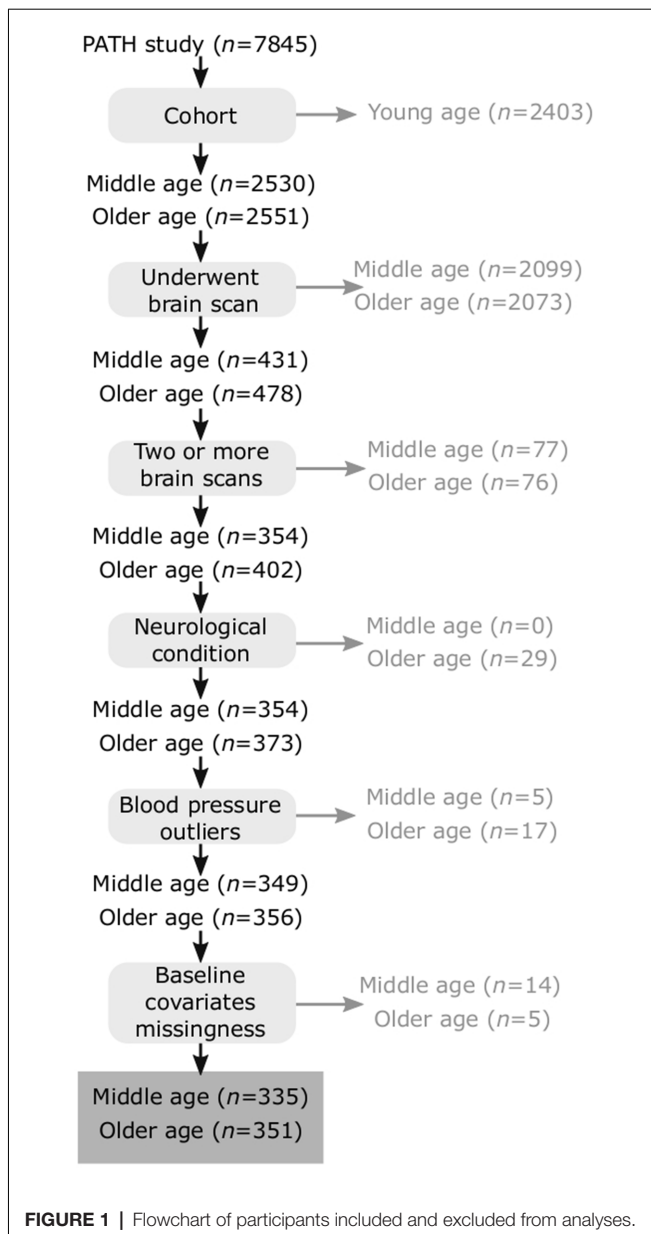 PATH study (n=7845)
Cohort
Young age (n=2403)
Middle age (n=2530)
Older age (n=2551)
Underwent
brain scan
Middle age (n=2099)
Older age (n=2073)
Middle age (n=431)
Older age (n=478)
Two or more
brain scans
Middle age (n=77)
Older age (n=76)
Middle age (n=354)
Older age (n=402)
Neurological
condition
Middle age (n=0)
Older age (n=29)
Middle age (n=354)
Older age (n=373)
Blood pressure
outliers
Middle age (n=5)
Older age (n=17)
Middle age (n=349)
Older age (n=356)
Baseline
covariates
missingness
Middle age (n=14)
Older age (n=5)
Middle age (n=335)
Older age (n=351)
FIGURE 1 | Flowchart of participants included and excluded from analyses.